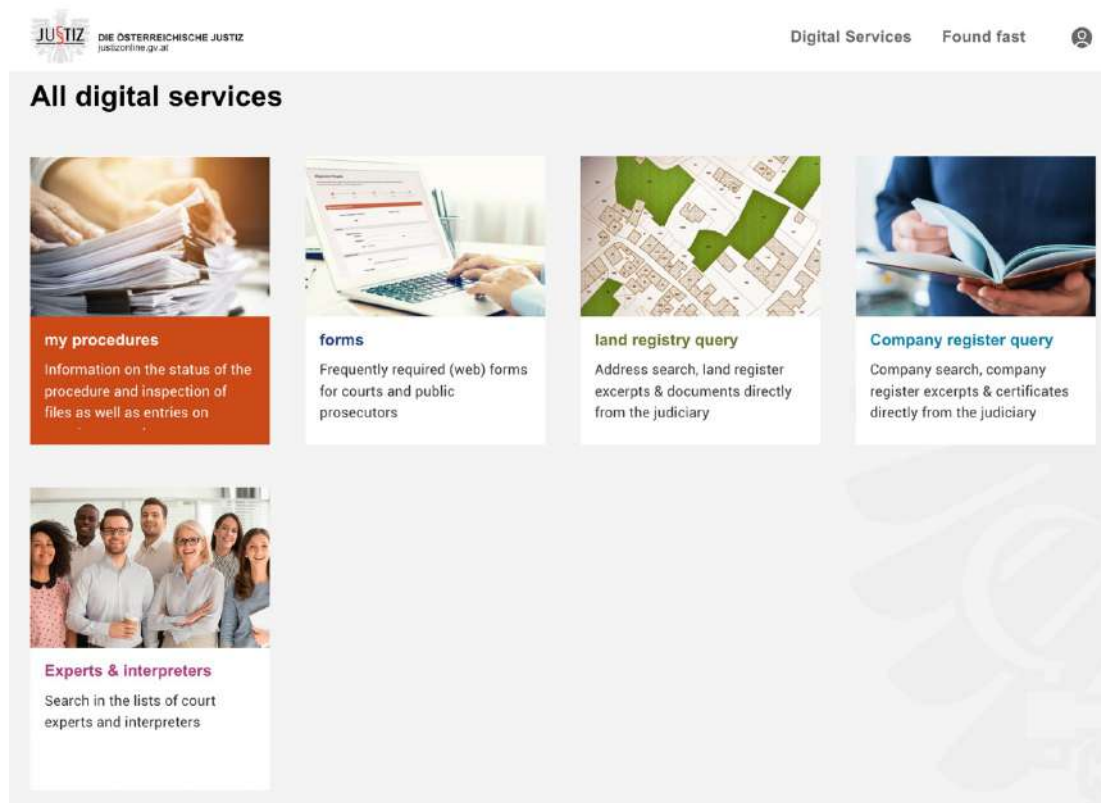 JUSTIZ
DIE ÖSTERREICHISCHE JUSTIZ
justizonline.gv.at
Digital Services
Found fast
All digital services
my procedures
Information on the status of the
procedure and inspection of
files as well as entries on
forms
Frequently required (web) forms
for courts and public
prosecutors
land registry query
Address search, land register
excerpts & documents directly
from the judiciary
Company register query
Company search, company
register excerpts & certificates
directly from the judiciary
Experts & interpreters
Search in the lists of court
experts and interpreters